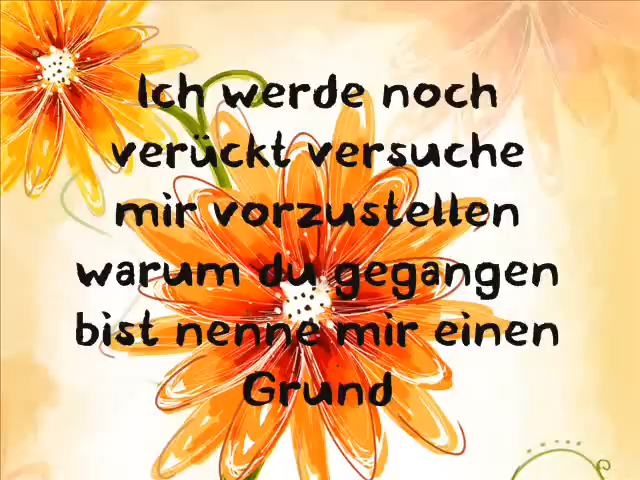 Ich werde noch
verückt versuche
mir vorzustellen
warum du gegangen
bist nenne mir einen
Grund